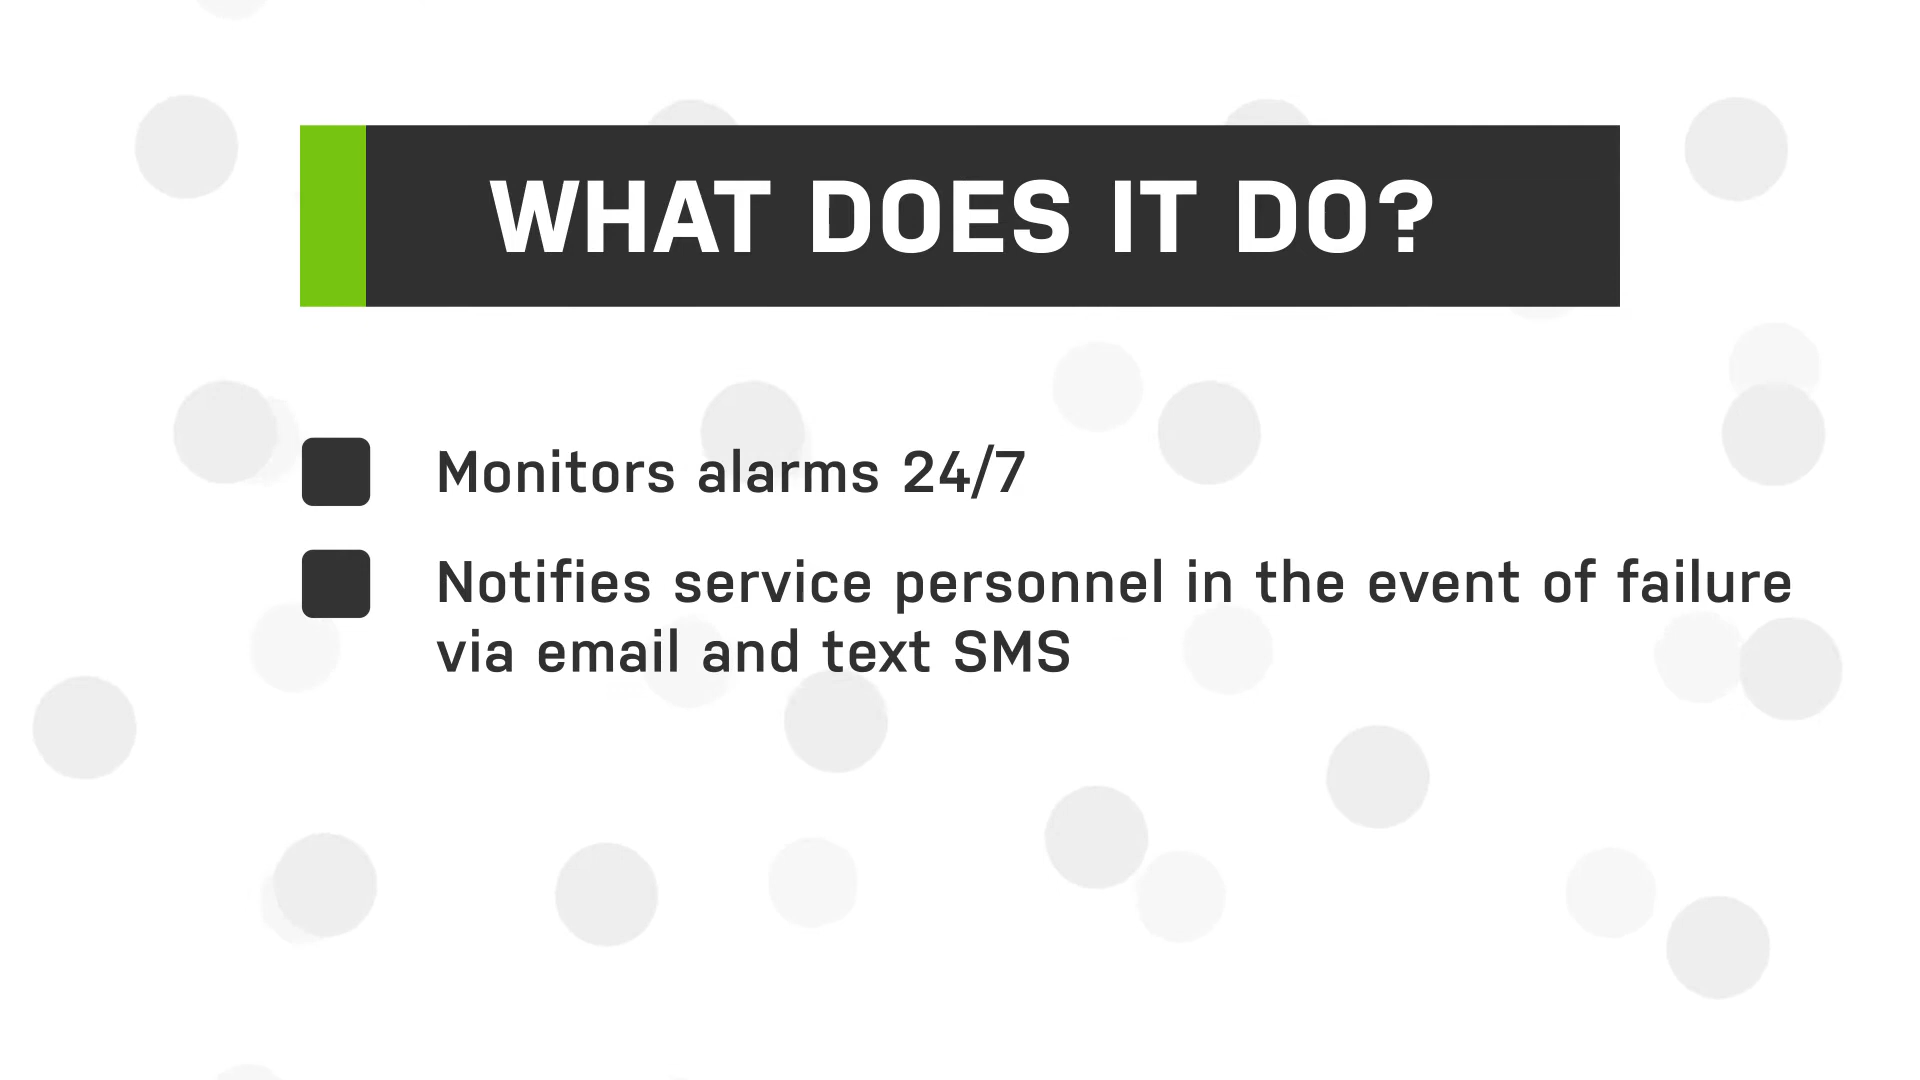 WHAT DOES IT DO?
Monitors alarms 24/7
Notifies service personnel in the event of failure
via email and text SMS